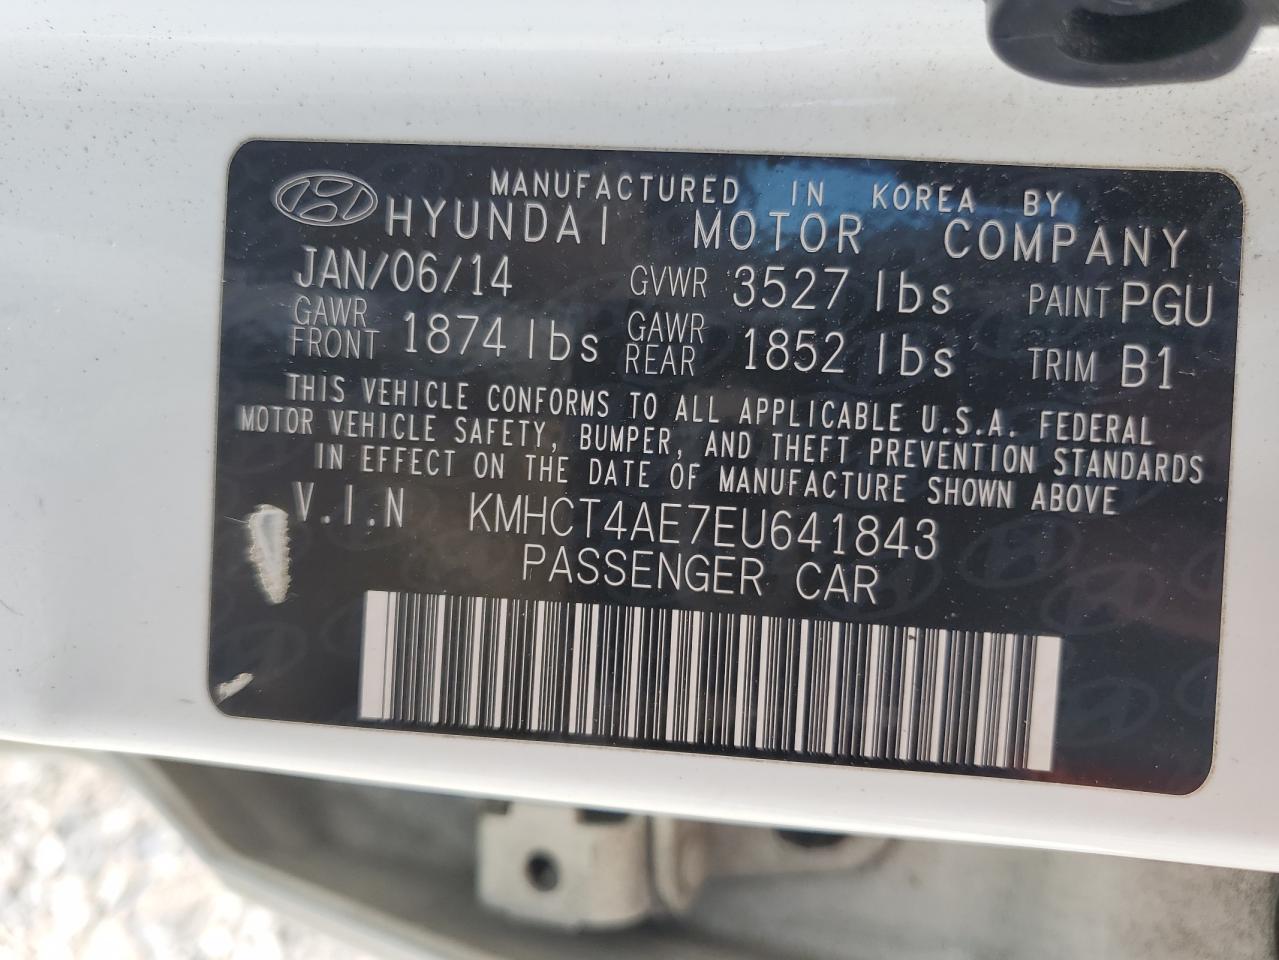 MANUFACTURED IN KOREA BY
HYUNDAI MOTOR COMPANY
JAN/06/14 GVWR 3527 lbs PAINT PGU
GAWR FRONT 1874 lbs GAWR REAR 1852 lbs TRIM B1
THIS VEHICLE CONFORMS TO ALL APPLICABLE U.S.A. FEDERAL
MOTOR VEHICLE SAFETY, BUMPER, AND THEFT PREVENTION STANDARDS
IN EFFECT ON THE DATE OF MANUFACTURE SHOWN ABOVE
V.I.N KMHCT4AE7EU641843
PASSENGER CAR